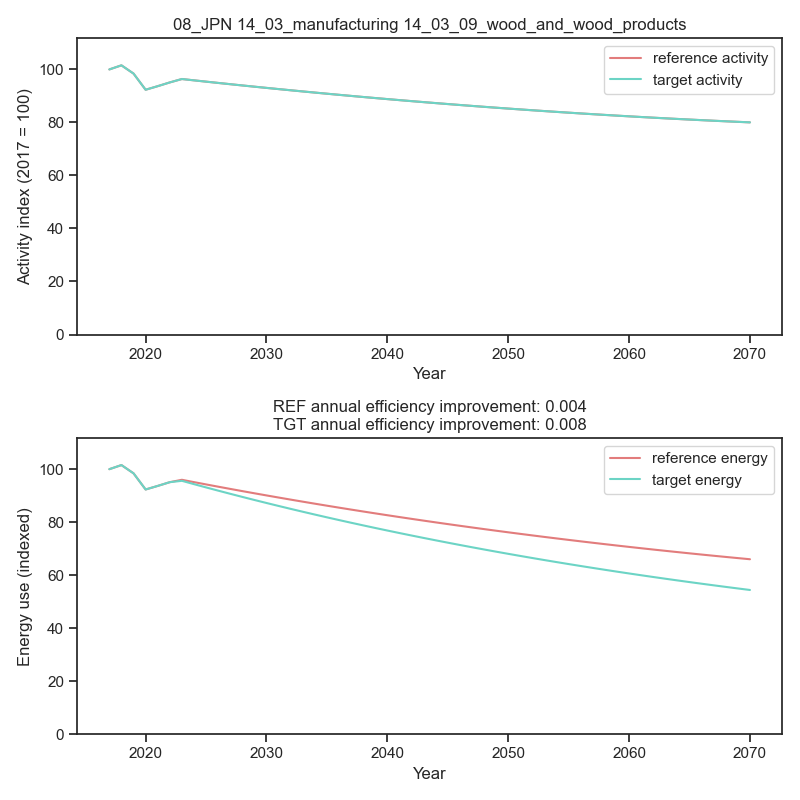 08_JPN 14_03_manufacturing 14_03_09_wood_and_wood_products
reference activity
target activity
Activity index (2017 = 100)
100
80
60
40
20
0
2020 2030 2040 2050 2060 2070
Year
REF annual efficiency improvement: 0.004
TGT annual efficiency improvement: 0.008
reference energy
target energy
Energy use (indexed)
100
80
60
40
20
0
2020 2030 2040 2050 2060 2070
Year